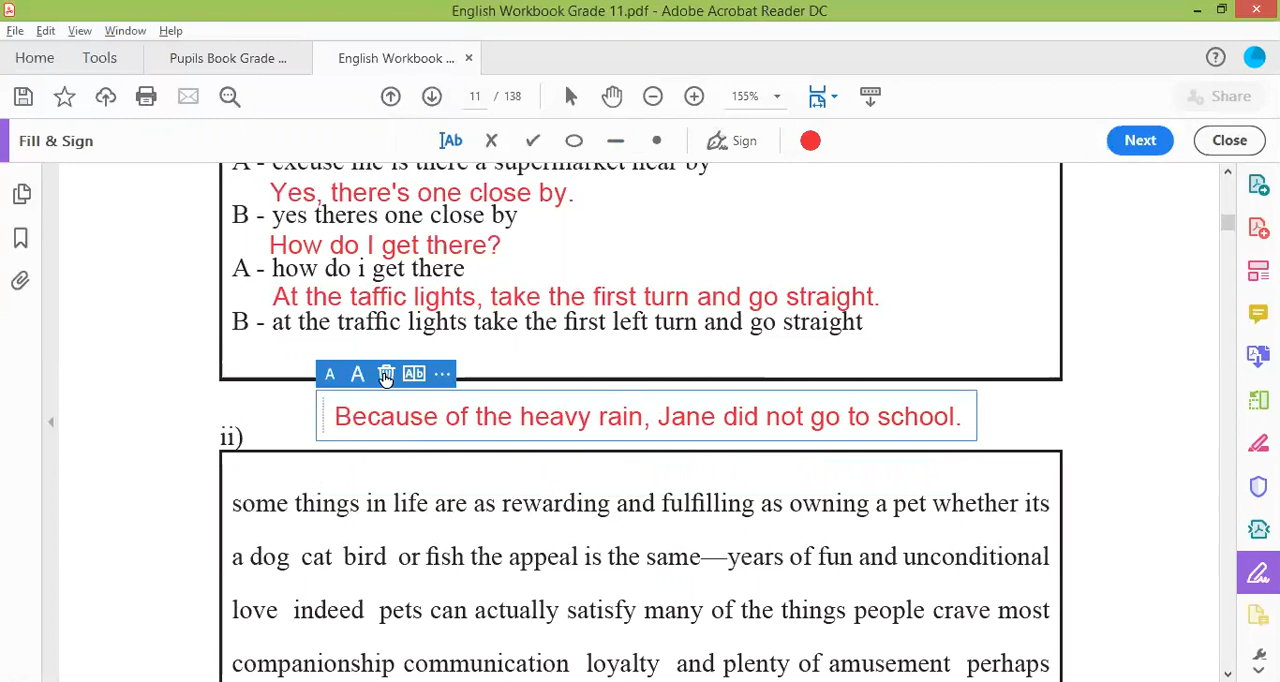 English Workbook Grade 11.pdf - Adobe Acrobat Reader DC
File Edit View Window Help
Home Tools Pupils Book Grade ... English Workbook ... ×
11 / 138 155% Share
Fill & Sign Ab Sign Next Close
A - excuse me is there a supermarket near by
Yes, there's one close by.
B - yes theres one close by
How do I get there?
A - how do i get there
At the taffic lights, take the first turn and go straight.
B - at the traffic lights take the first left turn and go straight
A A Ab ...
Because of the heavy rain, Jane did not go to school.
ii)
some things in life are as rewarding and fulfilling as owning a pet whether its
a dog cat bird or fish the appeal is the same—years of fun and unconditional
love indeed pets can actually satisfy many of the things people crave most
companionship communication loyalty and plenty of amusement perhaps